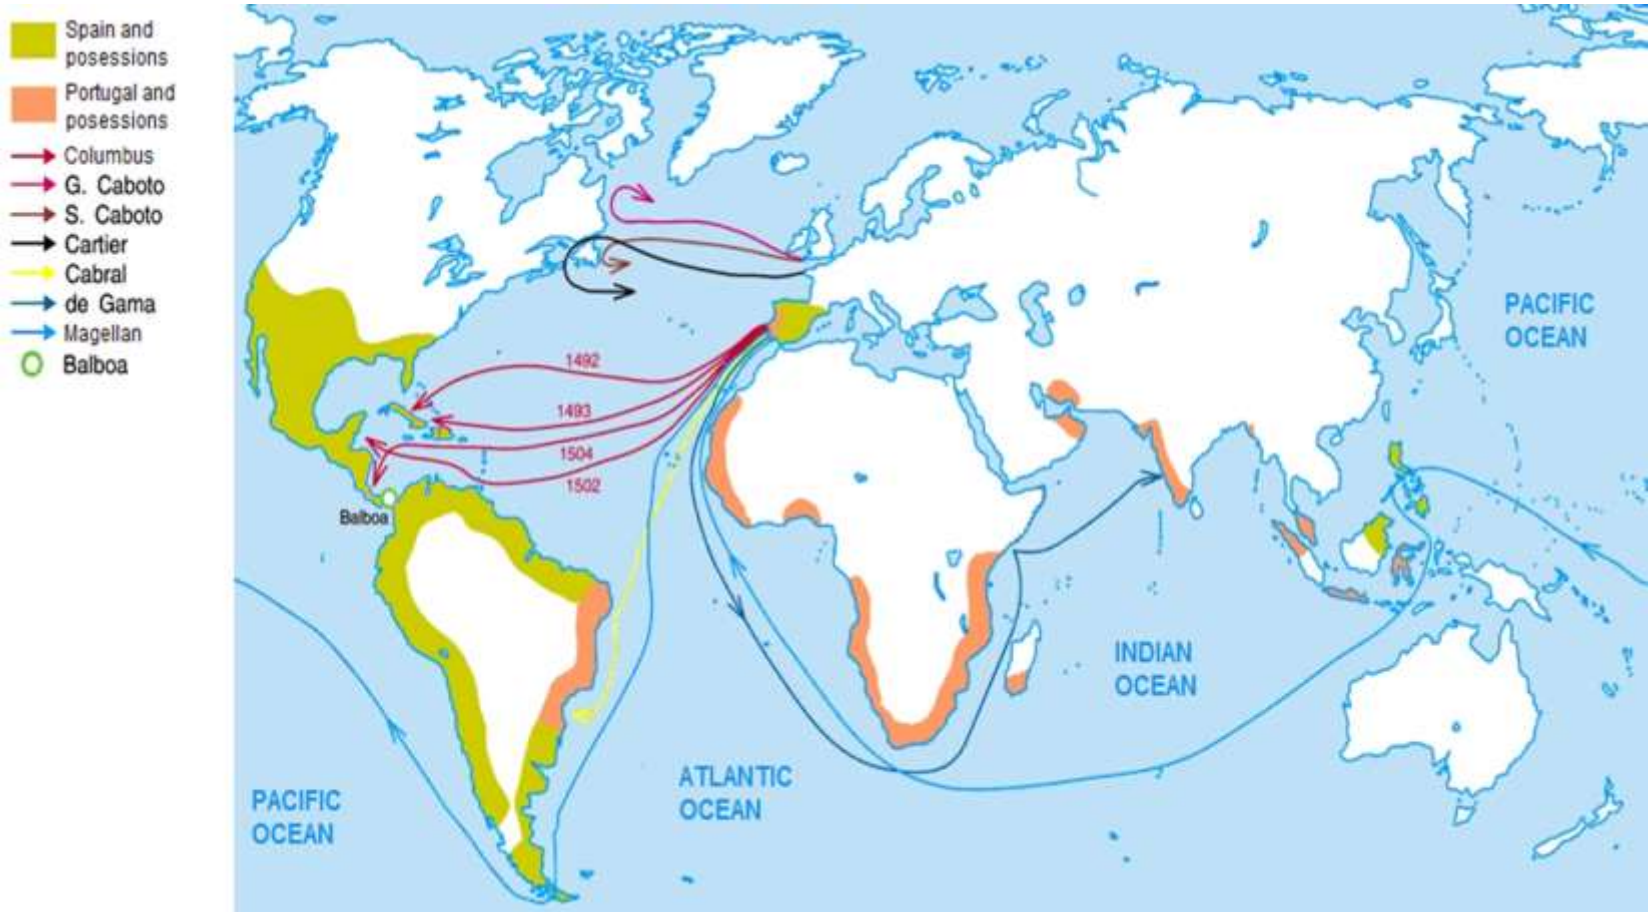 Spain and
posessions
Portugal and
posessions
Columbus
G. Caboto
S. Caboto
Cartier
Cabral
de Gama
Magellan
Balboa
1492
1493
1504
1502
Balboa
PACIFIC
OCEAN
INDIAN
OCEAN
ATLANTIC
OCEAN
PACIFIC
OCEAN